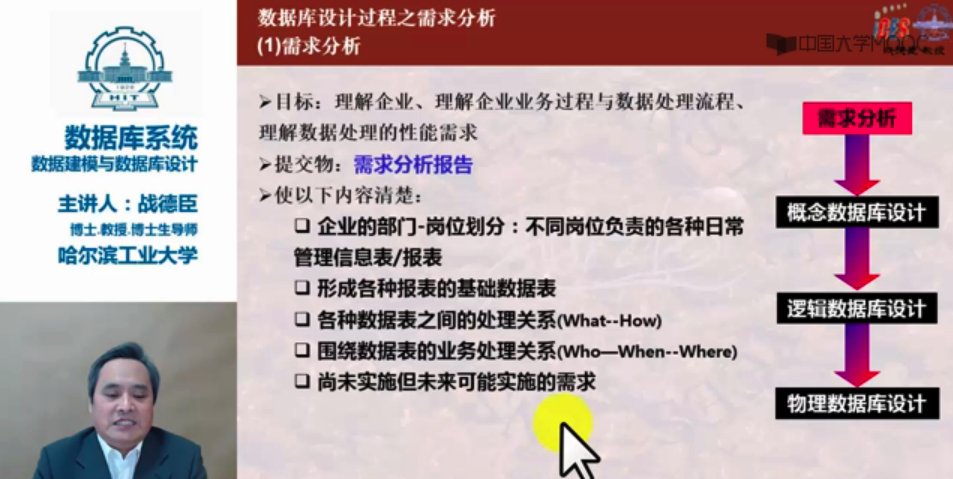 数据库设计过程之需求分析
(1)需求分析
中国大学MOOC
HIT
数据库系统
数据建模与数据库设计
主讲人：战德臣
博士.教授.博士生导师
哈尔滨工业大学
➢目标：理解企业、理解企业业务过程与数据处理流程、
理解数据处理的性能需求
➢提交物：需求分析报告
➢使以下内容清楚：
❑ 企业的部门-岗位划分：不同岗位负责的各种日常
管理信息表/报表
❑ 形成各种报表的基础数据表
❑ 各种数据表之间的处理关系(What--How)
❑ 围绕数据表的业务处理关系(Who—When--Where)
❑ 尚未实施但未来可能实施的需求
需求分析
概念数据库设计
逻辑数据库设计
物理数据库设计